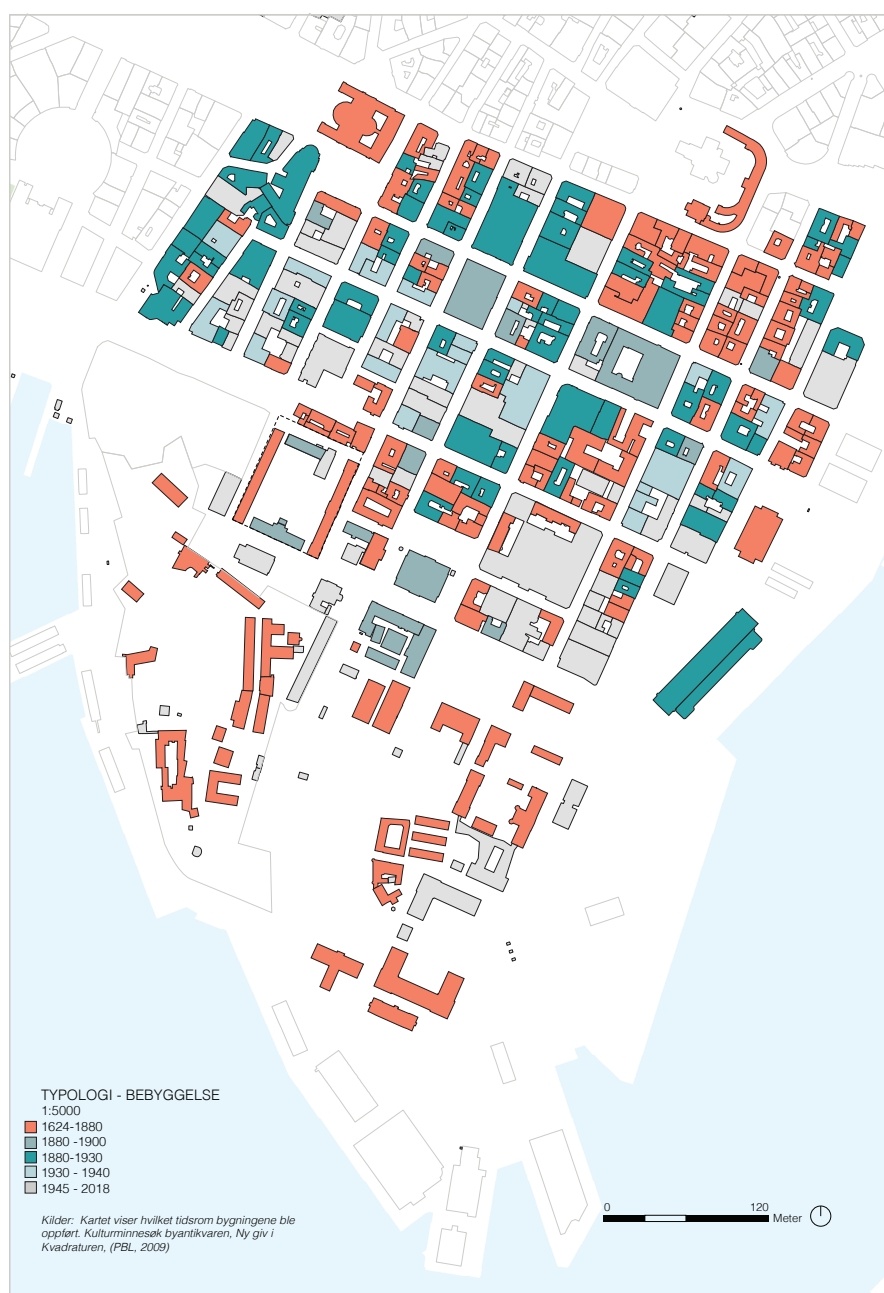 TYPOLOGI - BEBYGGELSE
1:5000
1624-1880
1880 -1900
1880-1930
1930 - 1940
1945 - 2018
Kilder:  Kartet viser hvilket tidsrom bygningene ble
oppført. Kulturminnesøk byantikvaren, Ny giv i
Kvadraturen, (PBL, 2009)
0 120
Meter